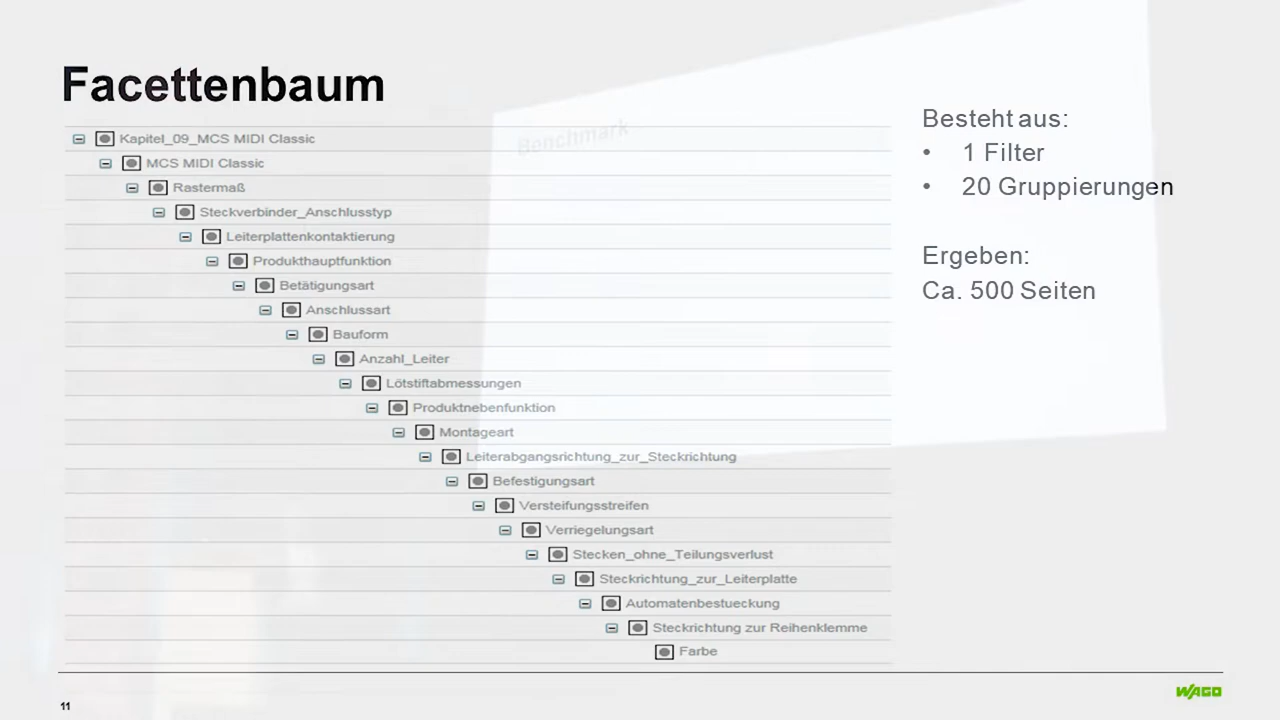 Facettenbaum
Benchmark
Kapitel_09_MCS MIDI Classic
MCS MIDI Classic
Rastermaß
Steckverbinder_Anschlusstyp
Leiterplattenkontaktierung
Produkthauptfunktion
Betätigungsart
Anschlussart
Bauform
Anzahl_Leiter
Lötstiftabmessungen
Produktnebenfunktion
Montageart
Leiterabgangsrichtung_zur_Steckrichtung
Befestigungsart
Versteifungsstreifen
Verriegelungsart
Stecken_ohne_Teilungsverlust
Steckrichtung_zur_Leiterplatte
Automatenbestueckung
Steckrichtung zur Reihenklemme
Farbe
Besteht aus:
• 1 Filter
• 20 Gruppierungen
Ergeben:
Ca. 500 Seiten
11
WAGO